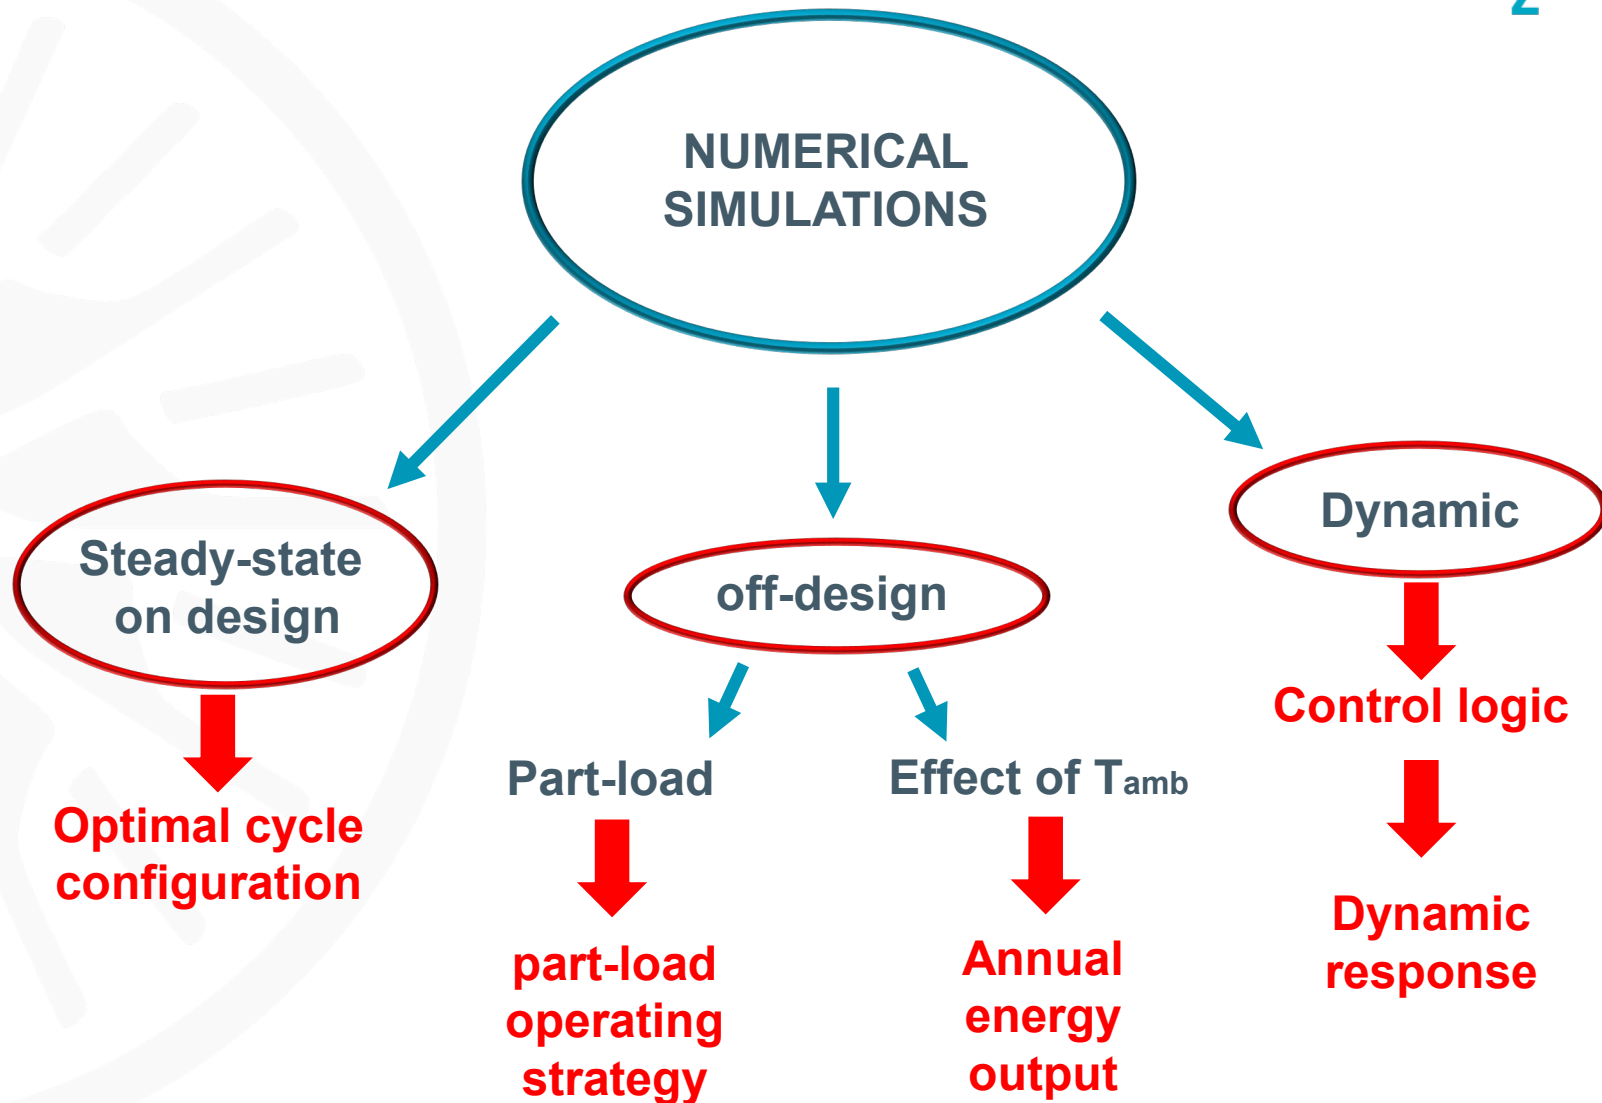 NUMERICAL
SIMULATIONS
Steady-state
on design
off-design
Dynamic
Optimal cycle
configuration
Part-load
Effect of Tamb
Control logic
part-load
operating
strategy
Annual
energy
output
Dynamic
response